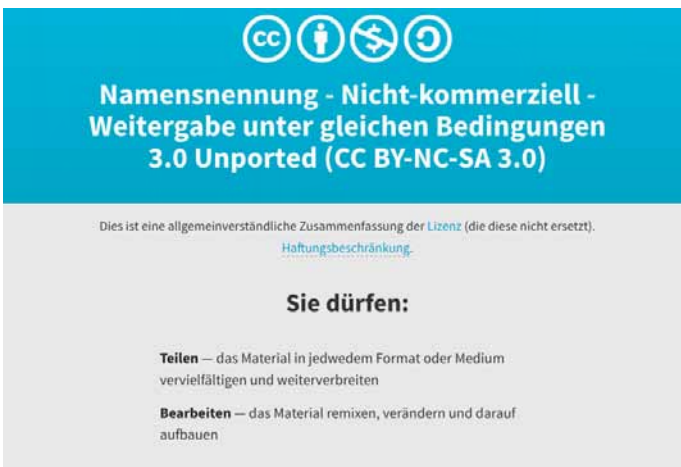 cc
Namensnennung - Nicht-kommerziell -
Weitergabe unter gleichen Bedingungen
3.0 Unported (CC BY-NC-SA 3.0)
Dies ist eine allgemeinverständliche Zusammenfassung der Lizenz (die diese nicht ersetzt).
Haftungsbeschränkung.
Sie dürfen:
Teilen — das Material in jedwedem Format oder Medium
vervielfältigen und weiterverbreiten
Bearbeiten — das Material remixen, verändern und darauf
aufbauen